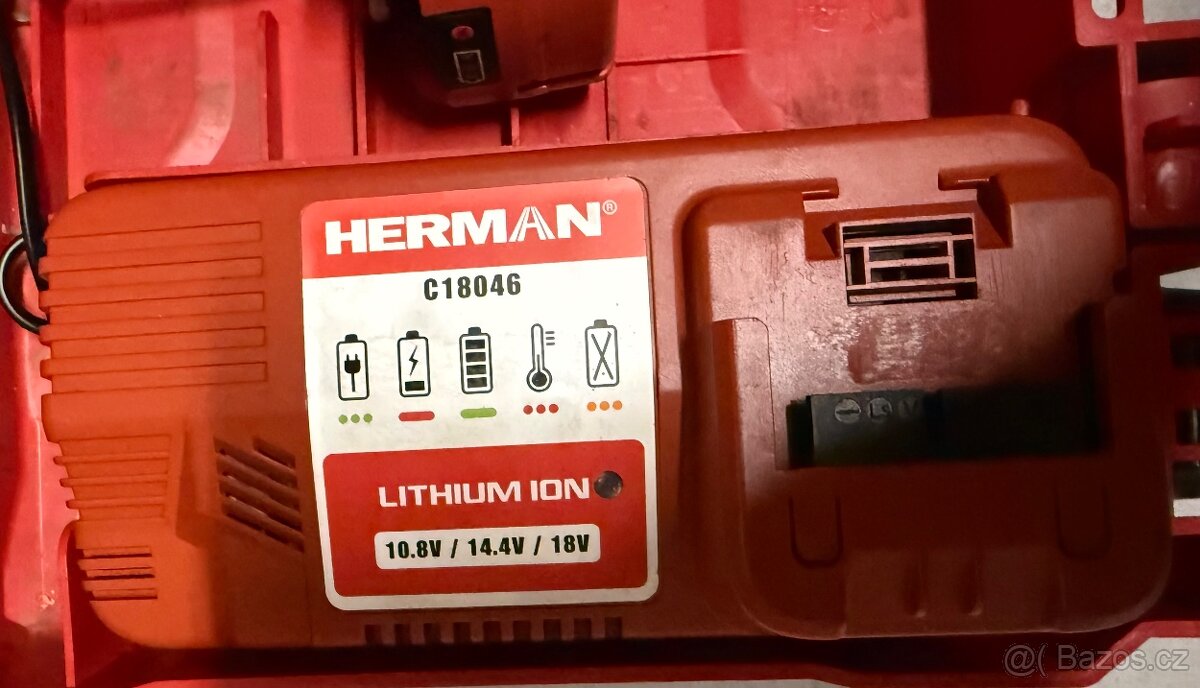 HERMAN®
C18046
LITHIUM ION
10.8V / 14.4V / 18V
@( Bazos.cz